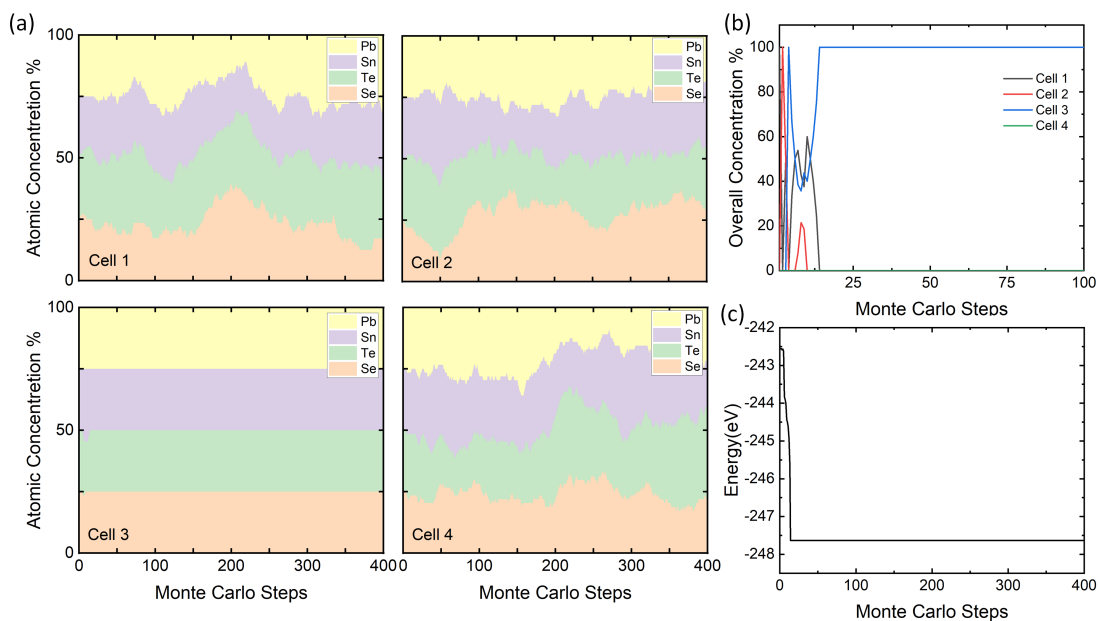 (a)
Atomic Concentretion %
100
50
0
Pb
Sn
Te
Se
Cell 1
Pb
Sn
Te
Se
Cell 2
(b)
Overall Concentration %
100
80
60
40
20
0
Cell 1
Cell 2
Cell 3
Cell 4
25 50 75 100
Monte Carlo Steps
Atomic Concentretion %
100
50
0
Pb
Sn
Te
Se
Cell 3
0 100 200 300 400
Monte Carlo Steps
Pb
Sn
Te
Se
Cell 4
0 100 200 300 400
Monte Carlo Steps
(c)
Energy(eV)
-242
-243
-244
-245
-246
-247
-248
0 100 200 300 400
Monte Carlo Steps